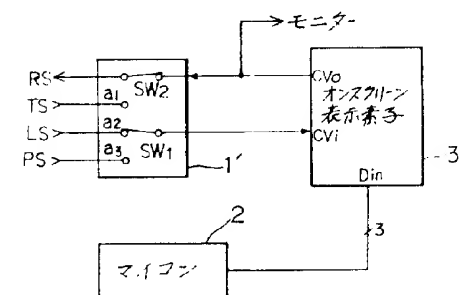 モニター
RS
TS
LS
PS
a1
a2
a3
SW2
SW1
1′
CVo
オンスクリーン
表示素子
CVi
Din
3
3
2
マイコン